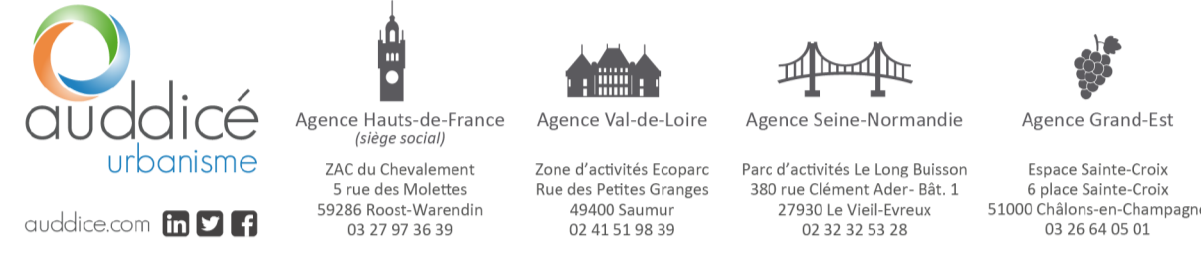 auddicé
urbanisme
auddice.com
Agence Hauts-de-France
(siège social)
ZAC du Chevalement
5 rue des Molettes
59286 Roost-Warendin
03 27 97 36 39
Agence Val-de-Loire
Zone d'activités Ecoparc
Rue des Petites Granges
49400 Saumur
02 41 51 98 39
Agence Seine-Normandie
Parc d'activités Le Long Buisson
380 rue Clément Ader- Bât. 1
27930 Le Vieil-Evreux
02 32 32 53 28
Agence Grand-Est
Espace Sainte-Croix
6 place Sainte-Croix
51000 Châlons-en-Champagne
03 26 64 05 01